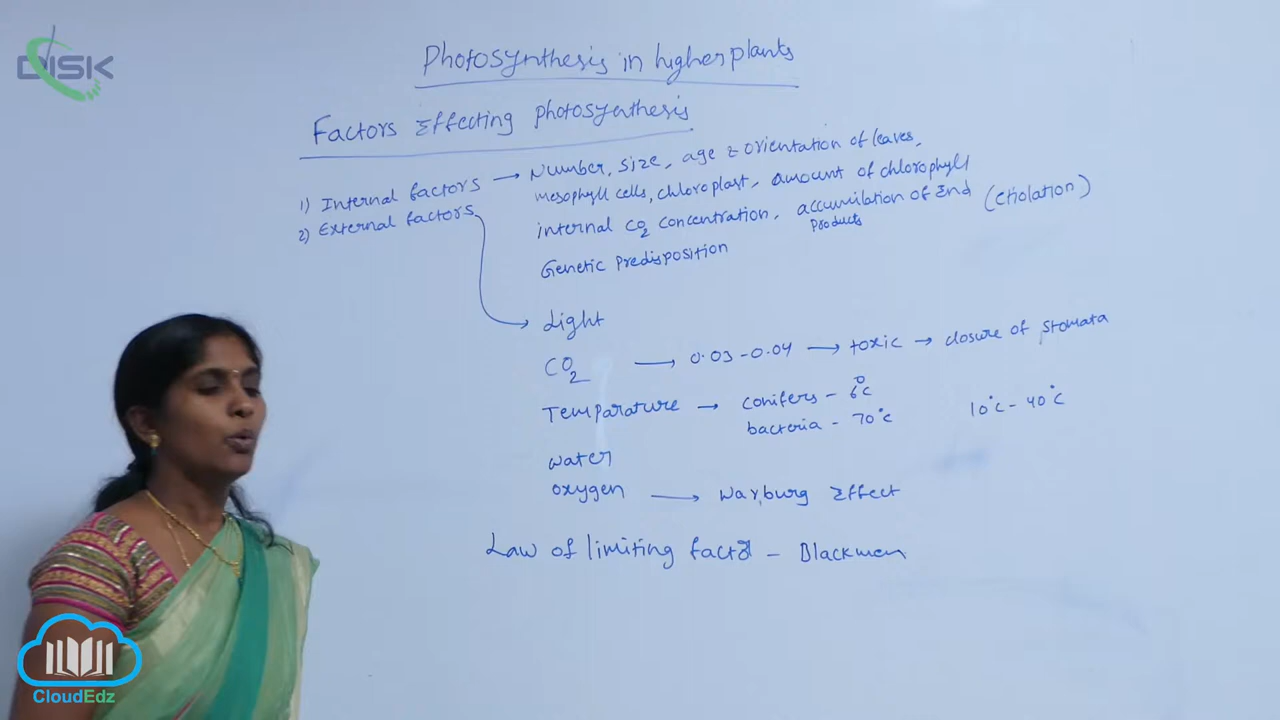 DISK
Photosynthesis in higher plants
Factors Effecting photosynthesis
1) Internal factors → Number, size, age & orientation of leaves,
mesophyll cells, chloroplast, amount of chlorophyll
internal CO2 concentration, accumilation of End products (Etiolation)
Genetic Predisposition
2) External factors
Light
CO2 → 0.03-0.04 → toxic → closure of stomata
Temparature → conifers - 6°c
bacteria - 70°c 10°c - 40°c
water
oxygen → Warburg Effect
Law of limiting factor - Blackman
CloudEdz